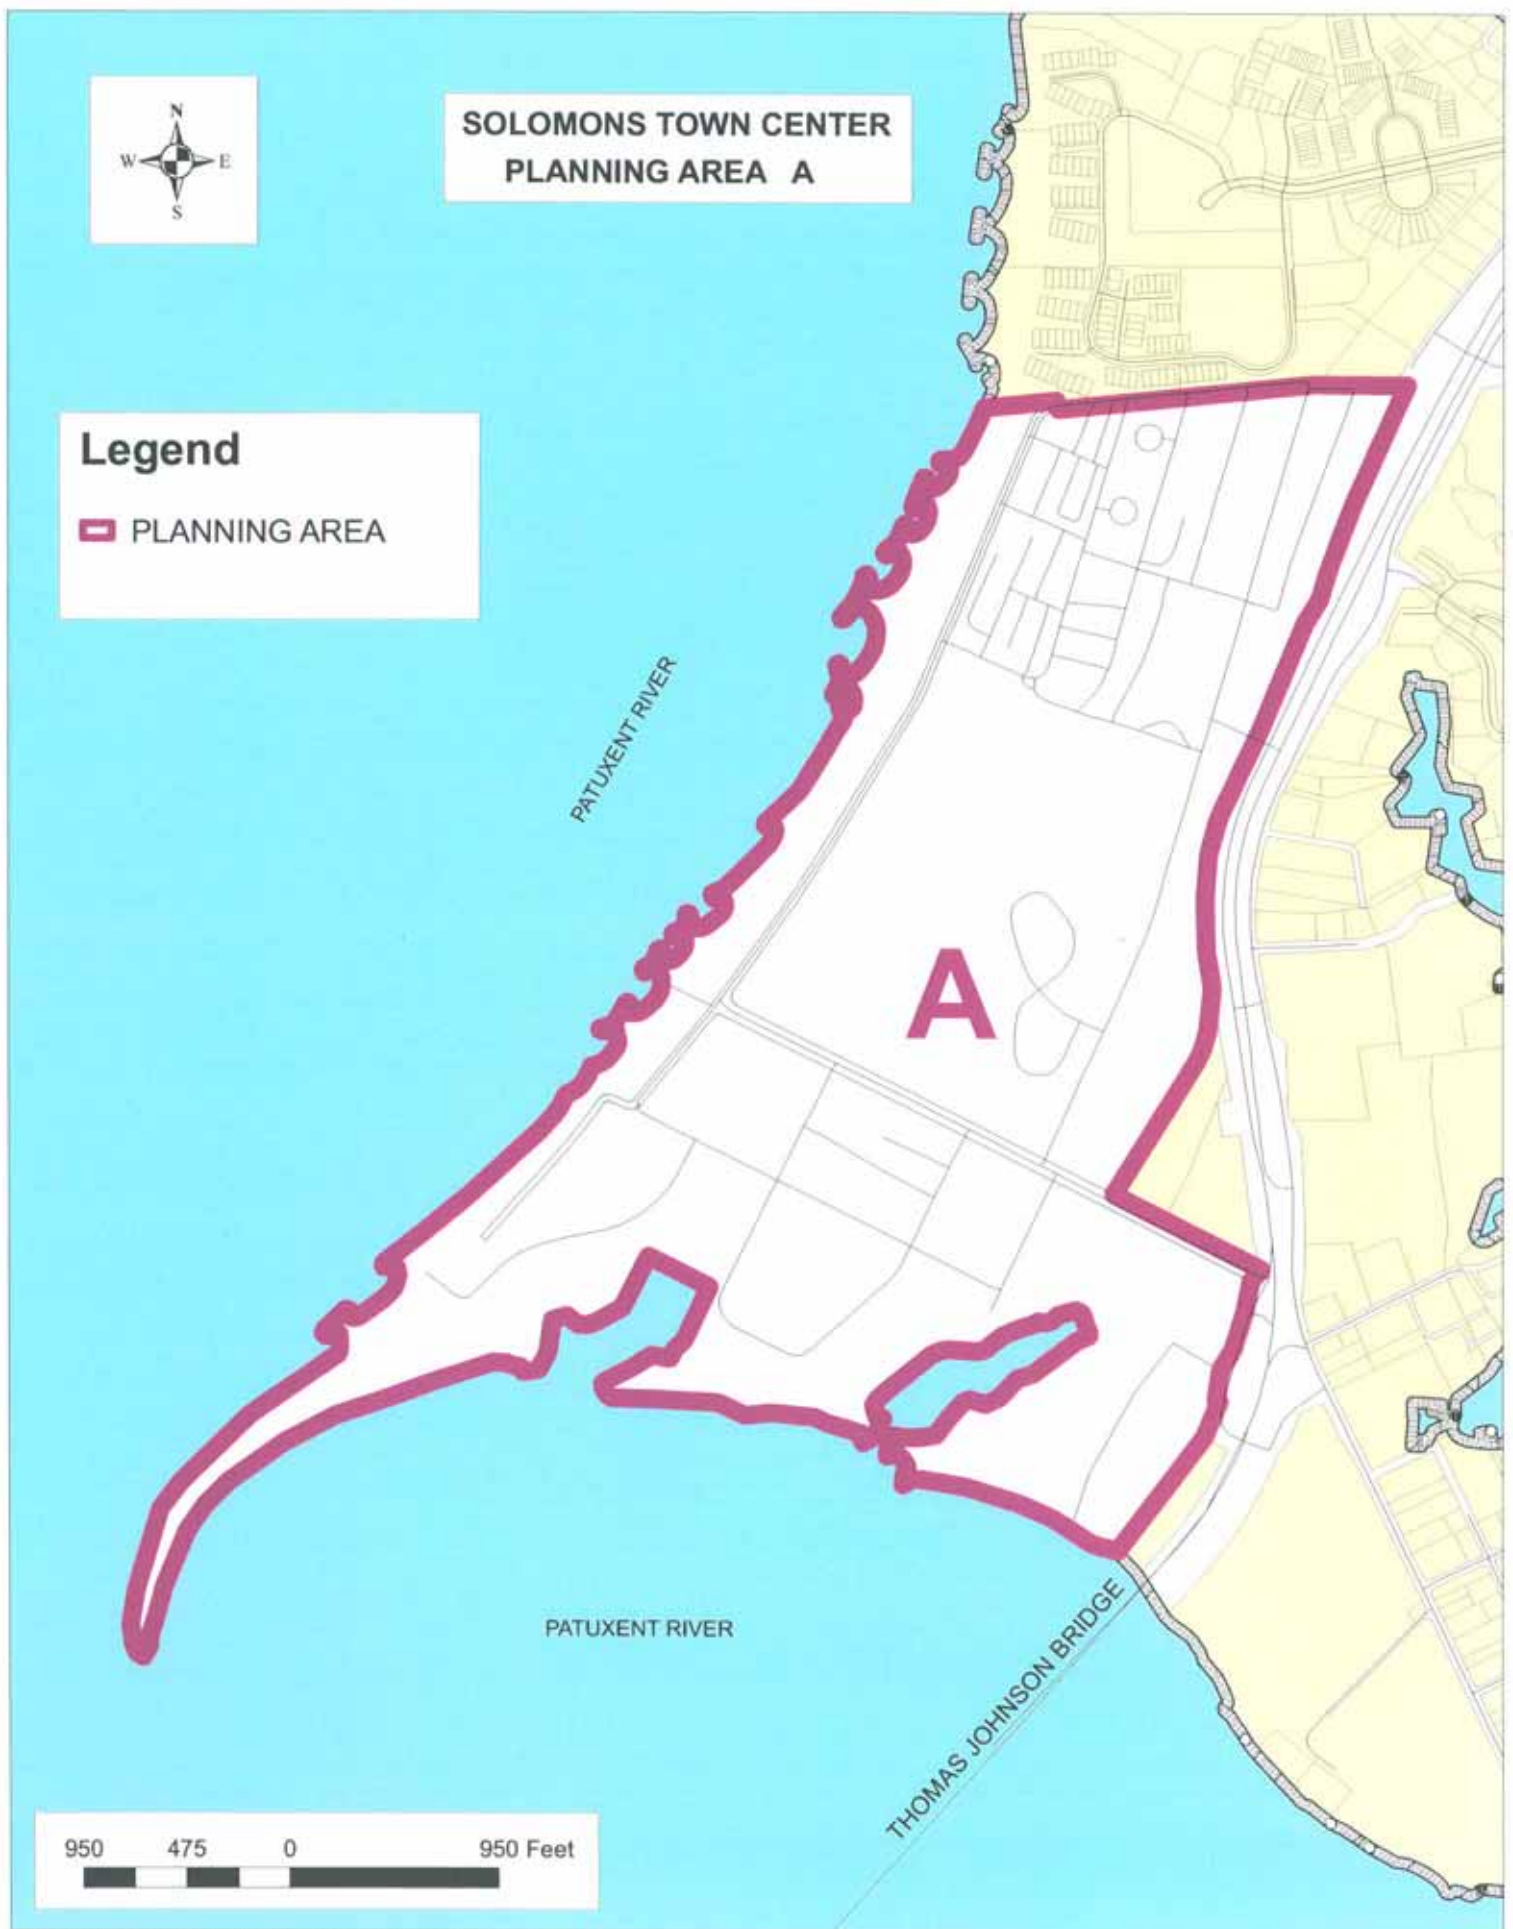 N
W E
S
SOLOMONS TOWN CENTER
PLANNING AREA A
Legend
PLANNING AREA
PATUXENT RIVER
A
PATUXENT RIVER
THOMAS JOHNSON BRIDGE
950 475 0 950 Feet